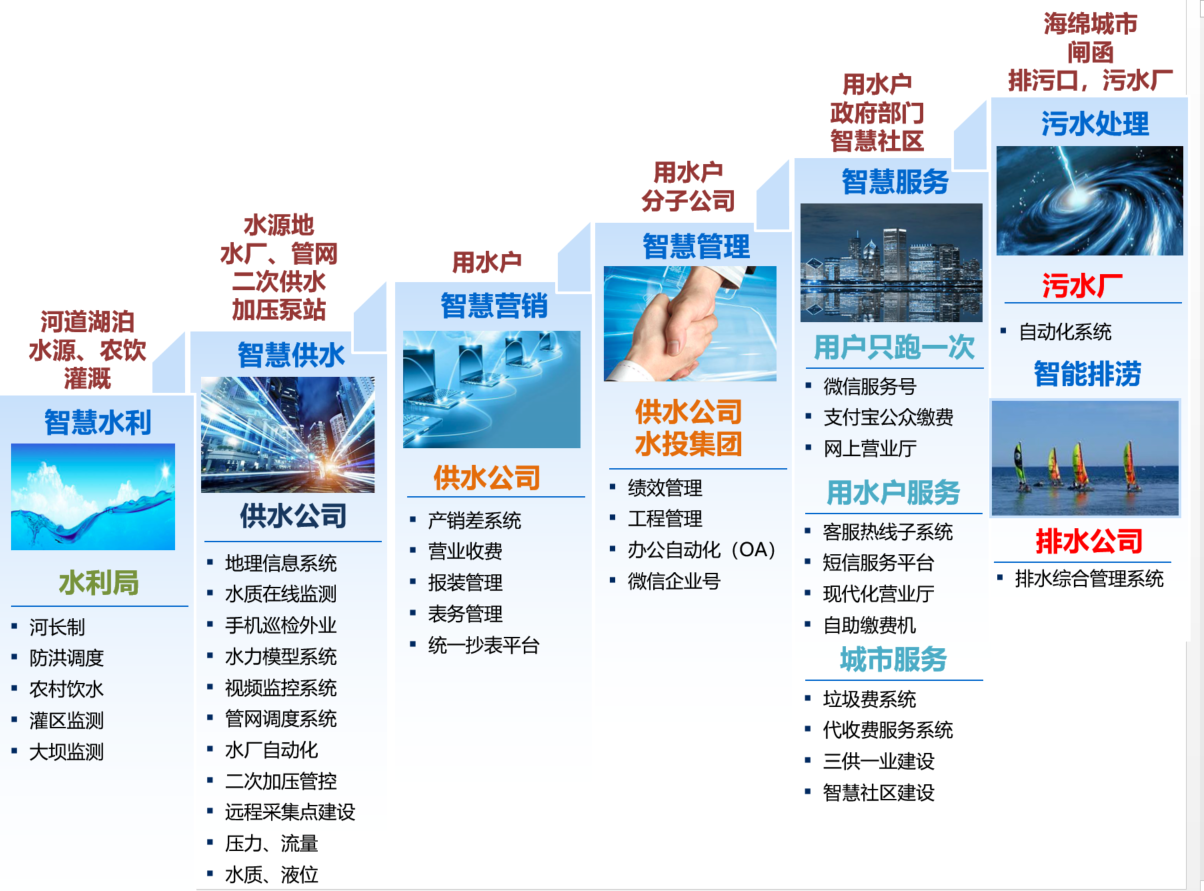 河道湖泊
水源、农饮
灌溉
智慧水利
水利局
河长制
防洪调度
农村饮水
灌区监测
大坝监测
水源地
水厂、管网
二次供水
加压泵站
智慧供水
供水公司
地理信息系统
水质在线监测
手机巡检外业
水力模型系统
视频监控系统
管网调度系统
水厂自动化
二次加压管控
远程采集点建设
压力、流量
水质、液位
用水户
智慧营销
供水公司
产销差系统
营业收费
报装管理
表务管理
统一抄表平台
用水户
分子公司
智慧管理
供水公司
水投集团
绩效管理
工程管理
办公自动化（OA）
微信企业号
用水户
政府部门
智慧社区
智慧服务
用户只跑一次
微信服务号
支付宝公众缴费
网上营业厅
用水户服务
客服热线子系统
短信服务平台
现代化营业厅
自助缴费机
城市服务
垃圾费系统
代收费服务系统
三供一业建设
智慧社区建设
海绵城市
闸函
排污口，污水厂
污水处理
污水厂
自动化系统
智能排涝
排水公司
排水综合管理系统